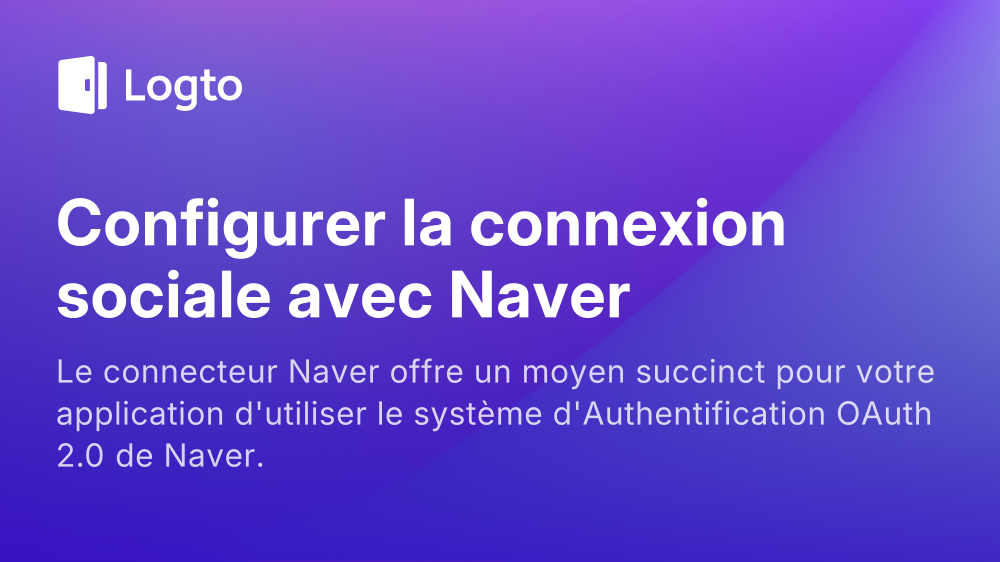 Logto
Configurer la connexion
sociale avec Naver
Le connecteur Naver offre un moyen succinct pour votre
application d'utiliser le système d'Authentification OAuth
2.0 de Naver.